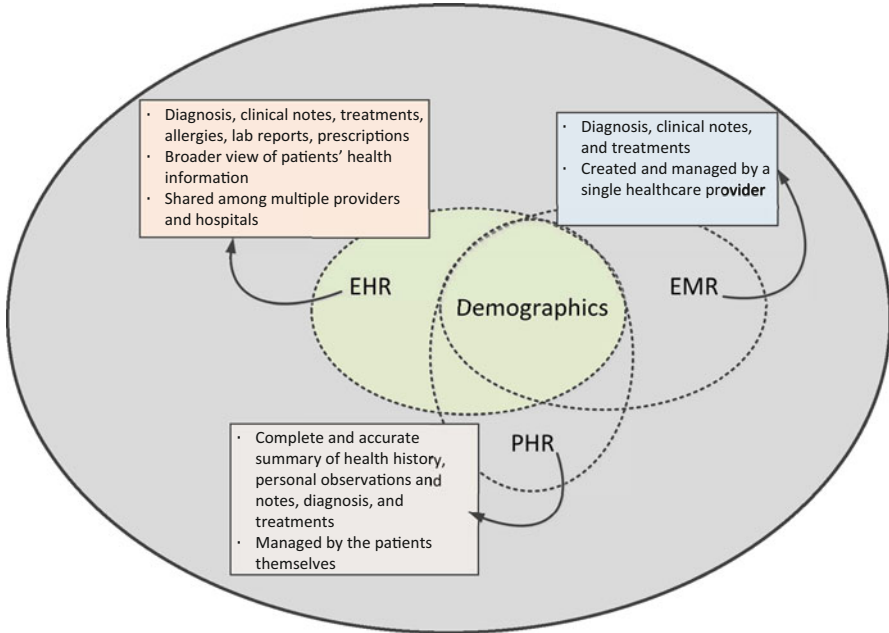 · Diagnosis, clinical notes, treatments,
allergies, lab reports, prescriptions
· Broader view of patients’ health
information
· Shared among multiple providers
and hospitals
· Diagnosis, clinical notes,
and treatments
· Created and managed by a
single healthcare provider
EHR
EMR
Demographics
PHR
· Complete and accurate
summary of health history,
personal observations and
notes, diagnosis, and
treatments
· Managed by the patients
themselves